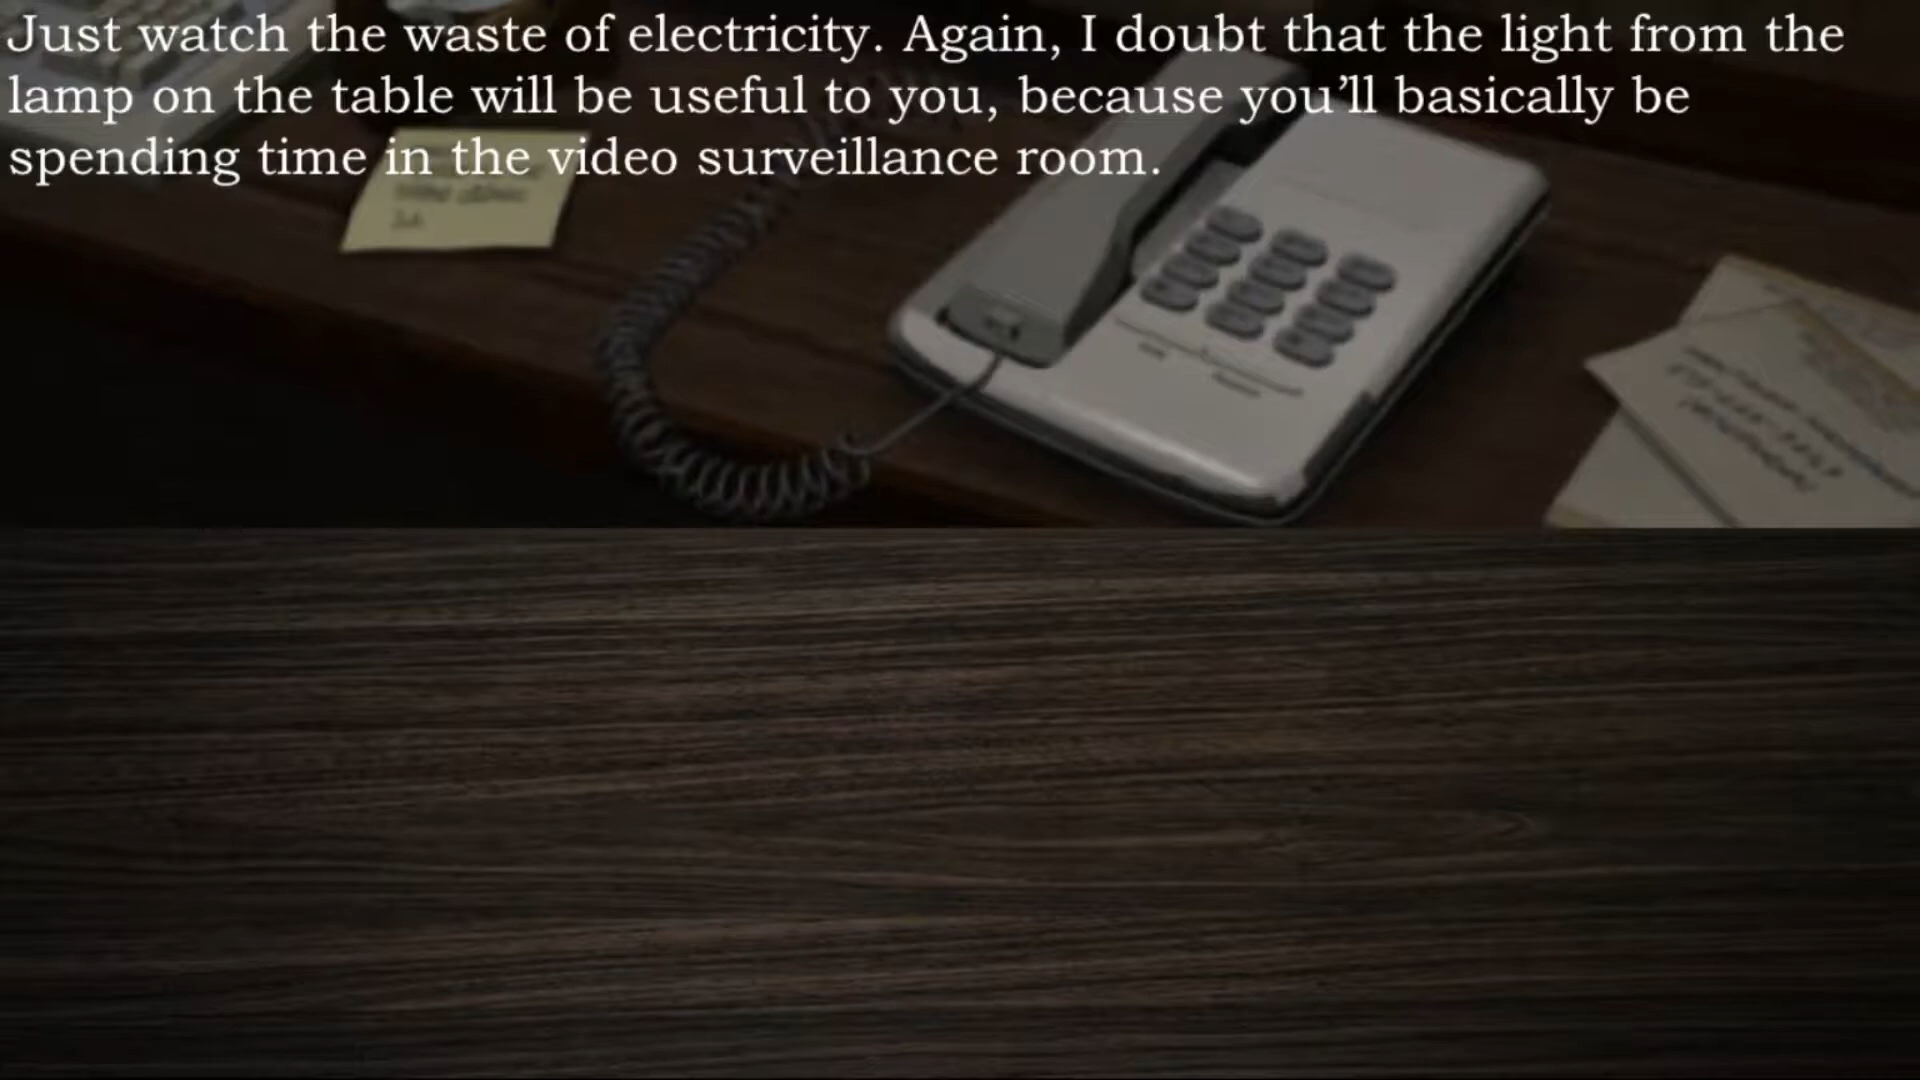 Just watch the waste of electricity. Again, I doubt that the light from the
lamp on the table will be useful to you, because you’ll basically be
spending time in the video surveillance room.